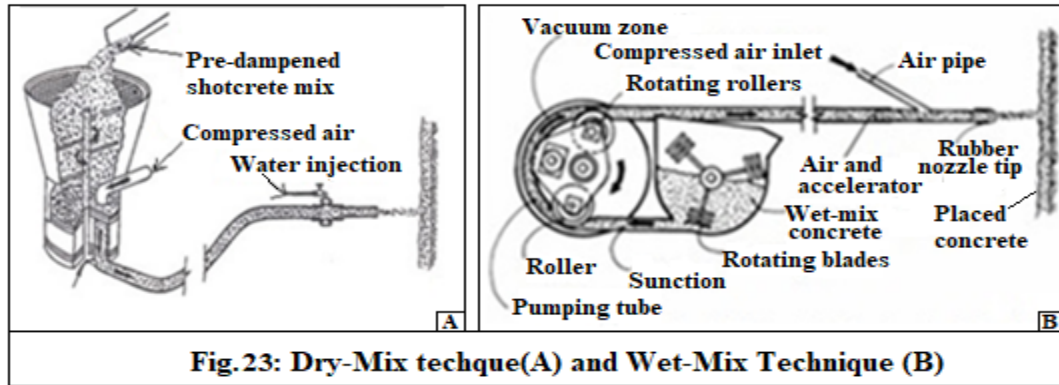 Pre-dampened
shotcrete mix
Compressed air
Water injection
A
Vacuum zone
Compressed air inlet
Air pipe
Rotating rollers
Rubber
nozzle tip
Air and
accelerator
Wet-mix
concrete
Placed
concrete
Rotating blades
Roller
Sunction
Pumping tube
B
Fig.23: Dry-Mix techque(A) and Wet-Mix Technique (B)